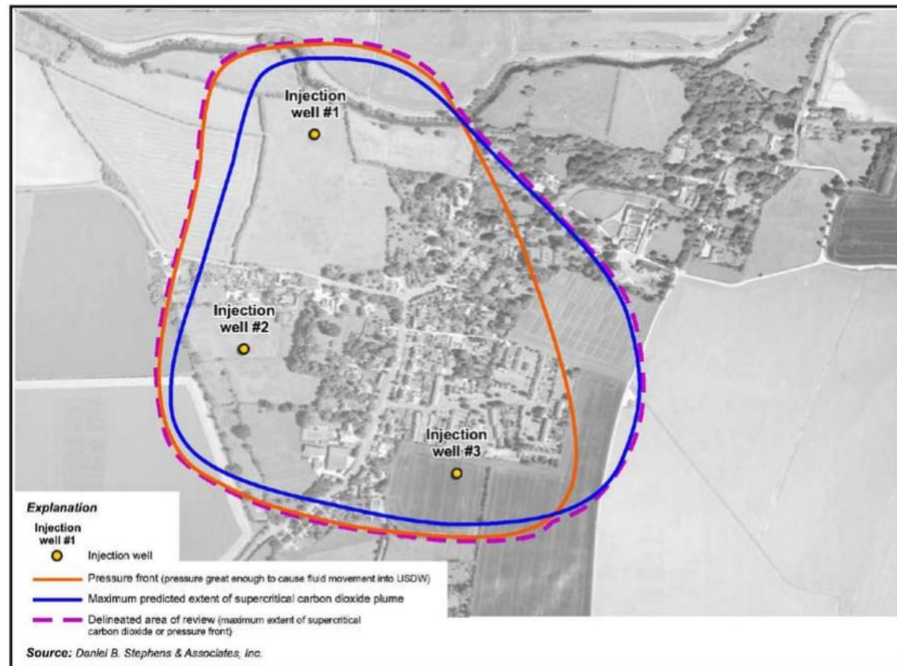 Injection
well #1
Injection
well #2
Injection
well #3
Explanation
Injection
well #1
Injection well
Pressure front (pressure great enough to cause fluid movement into USDW)
Maximum predicted extent of supercritical carbon dioxide plume
Delineated area of review (maximum extent of supercritical
carbon dioxide or pressure front)
Source: Daniel B. Stephens & Associates, Inc.